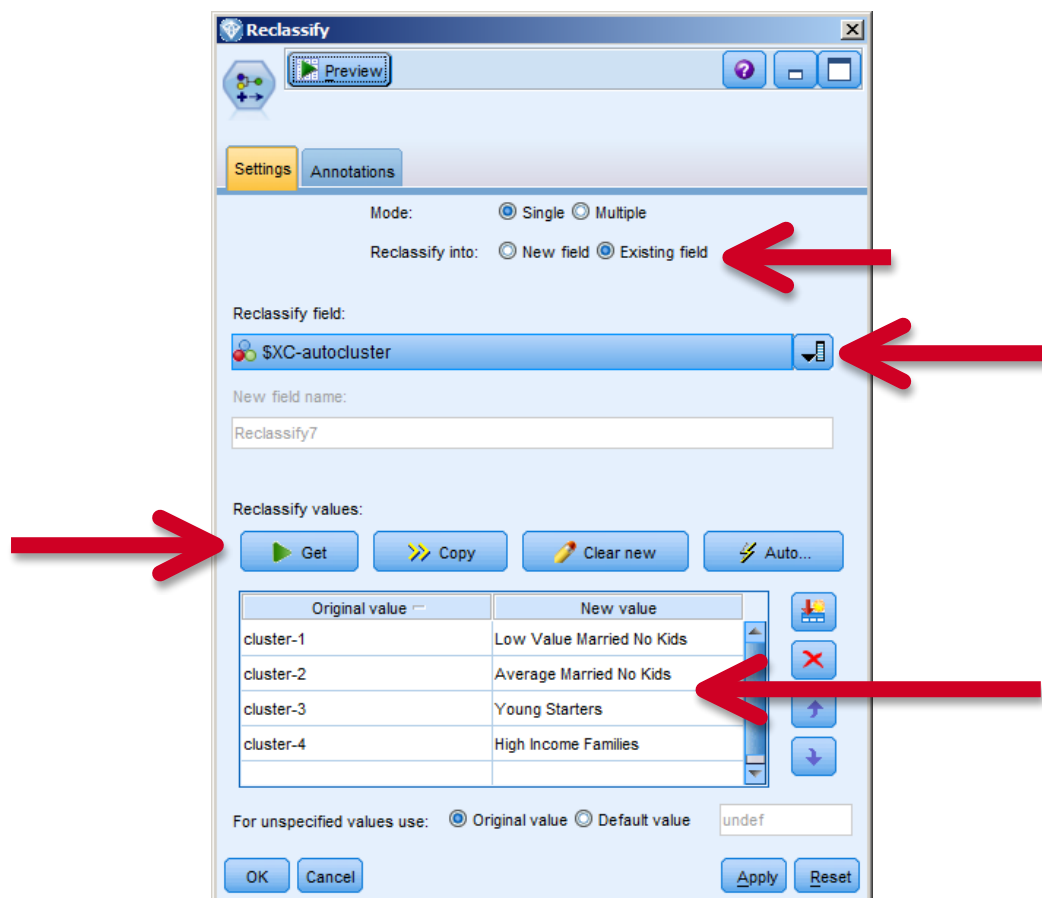 Reclassify
Preview
Settings Annotations
Mode: Single Multiple
Reclassify into: New field Existing field
Reclassify field:
$XC-autocluster
New field name:
Reclassify7
Reclassify values:
Get Copy Clear new Auto...
Original value New value
cluster-1 Low Value Married No Kids
cluster-2 Average Married No Kids
cluster-3 Young Starters
cluster-4 High Income Families
For unspecified values use: Original value Default value undef
OK Cancel Apply Reset